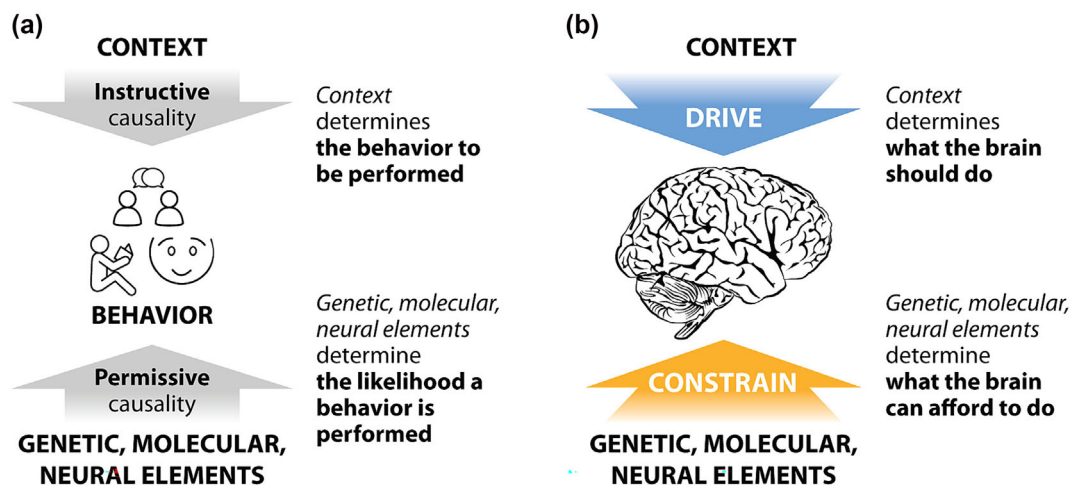 (a)
CONTEXT
Instructive
causality
Context
determines
the behavior to
be performed
BEHAVIOR
Genetic, molecular,
neural elements
determine
the likelihood a
behavior is
performed
Permissive
causality
GENETIC, MOLECULAR,
NEURAL ELEMENTS
(b)
CONTEXT
DRIVE
Context
determines
what the brain
should do
Genetic, molecular,
neural elements
determine
what the brain
can afford to do
CONSTRAIN
GENETIC, MOLECULAR,
NEURAL ELEMENTS